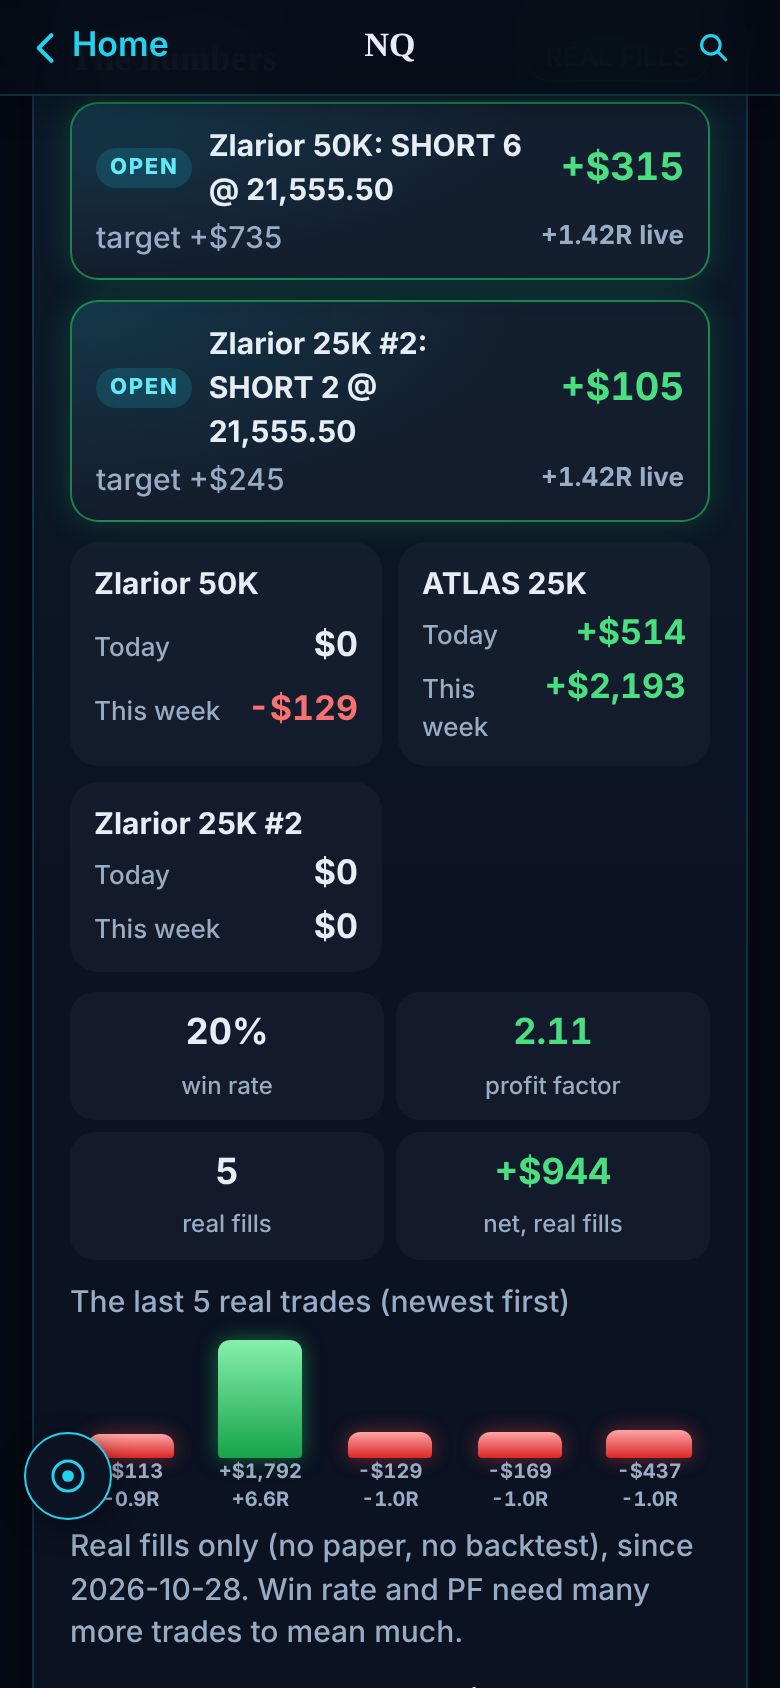 Home
NQ
The numbers
REAL FILLS
OPEN
Zlarior 50K: SHORT 6
@ 21,555.50
+$315
target +$735
+1.42R live
OPEN
Zlarior 25K #2:
SHORT 2 @
21,555.50
+$105
target +$245
+1.42R live
Zlarior 50K
Today
$0
This week
-$129
ATLAS 25K
Today
+$514
This
week
+$2,193
Zlarior 25K #2
Today
$0
This week
$0
20%
win rate
2.11
profit factor
5
real fills
+$944
net, real fills
The last 5 real trades (newest first)
$113
+$1,792
-$129
-$169
-$437
-0.9R
+6.6R
-1.0R
-1.0R
-1.0R
Real fills only (no paper, no backtest), since
2026-10-28. Win rate and PF need many
more trades to mean much.